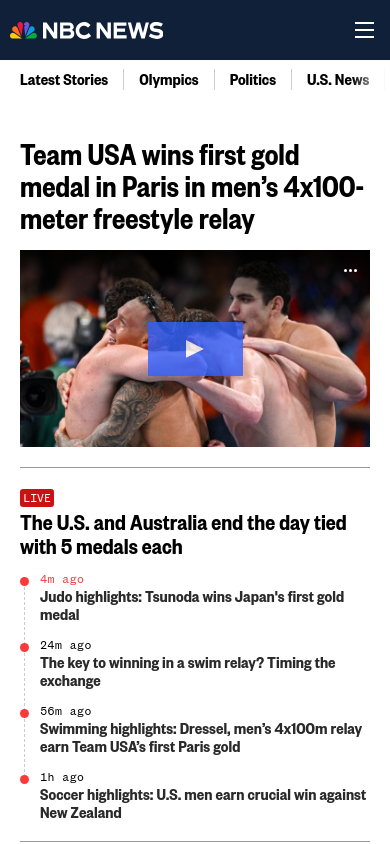 NBC NEWS
Latest Stories
Olympics
Politics
U.S. News
Team USA wins first gold
medal in Paris in men’s 4x100-
meter freestyle relay
LIVE
The U.S. and Australia end the day tied
with 5 medals each
4m ago
Judo highlights: Tsunoda wins Japan's first gold
medal
24m ago
The key to winning in a swim relay? Timing the
exchange
56m ago
Swimming highlights: Dressel, men’s 4x100m relay
earn Team USA’s first Paris gold
1h ago
Soccer highlights: U.S. men earn crucial win against
New Zealand